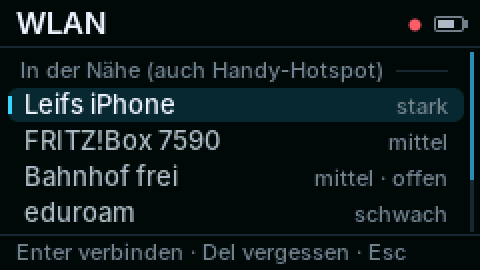 WLAN
In der Nähe (auch Handy-Hotspot)
Leifs iPhone stark
FRITZ!Box 7590 mittel
Bahnhof frei mittel · offen
eduroam schwach
Enter verbinden · Del vergessen · Esc